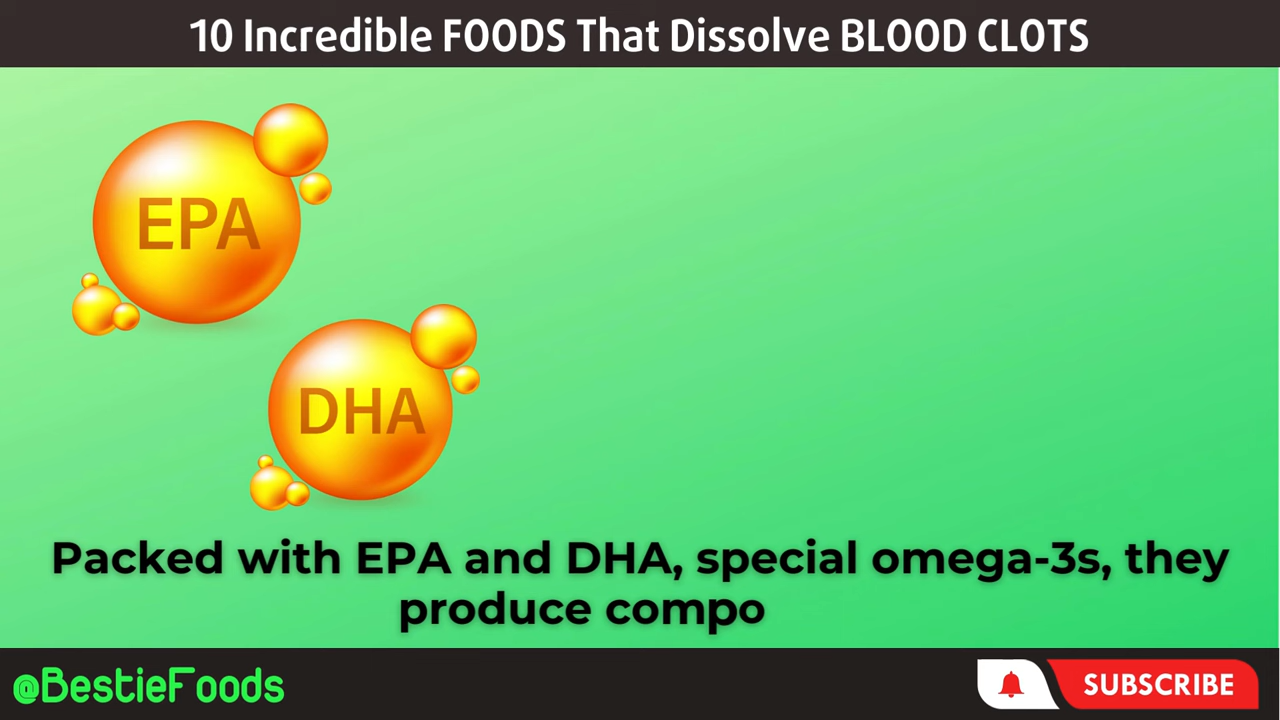 10 Incredible FOODS That Dissolve BLOOD CLOTS
EPA
DHA
Packed with EPA and DHA, special omega-3s, they
produce compo
@BestieFoods
SUBSCRIBE